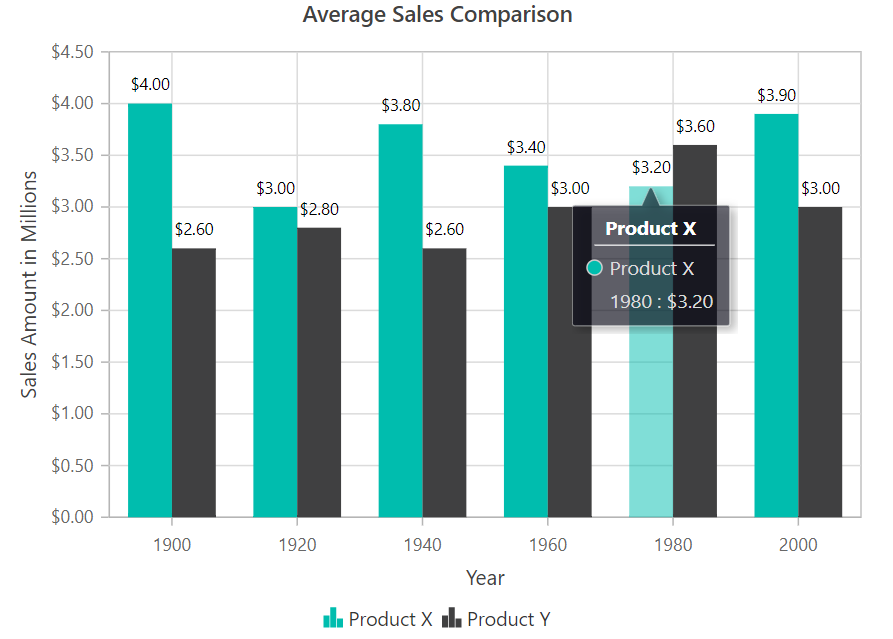 Average Sales Comparison
$4.50
$4.00
$3.50
$3.00
$2.50
$2.00
$1.50
$1.00
$0.50
$0.00
Sales Amount in Millions
$4.00
$2.60
$3.00
$2.80
$3.80
$2.60
$3.40
$3.00
$3.20
$3.60
$3.90
$3.00
Product X
Product X
1980 : $3.20
1900 1920 1940 1960 1980 2000
Year
Product X Product Y